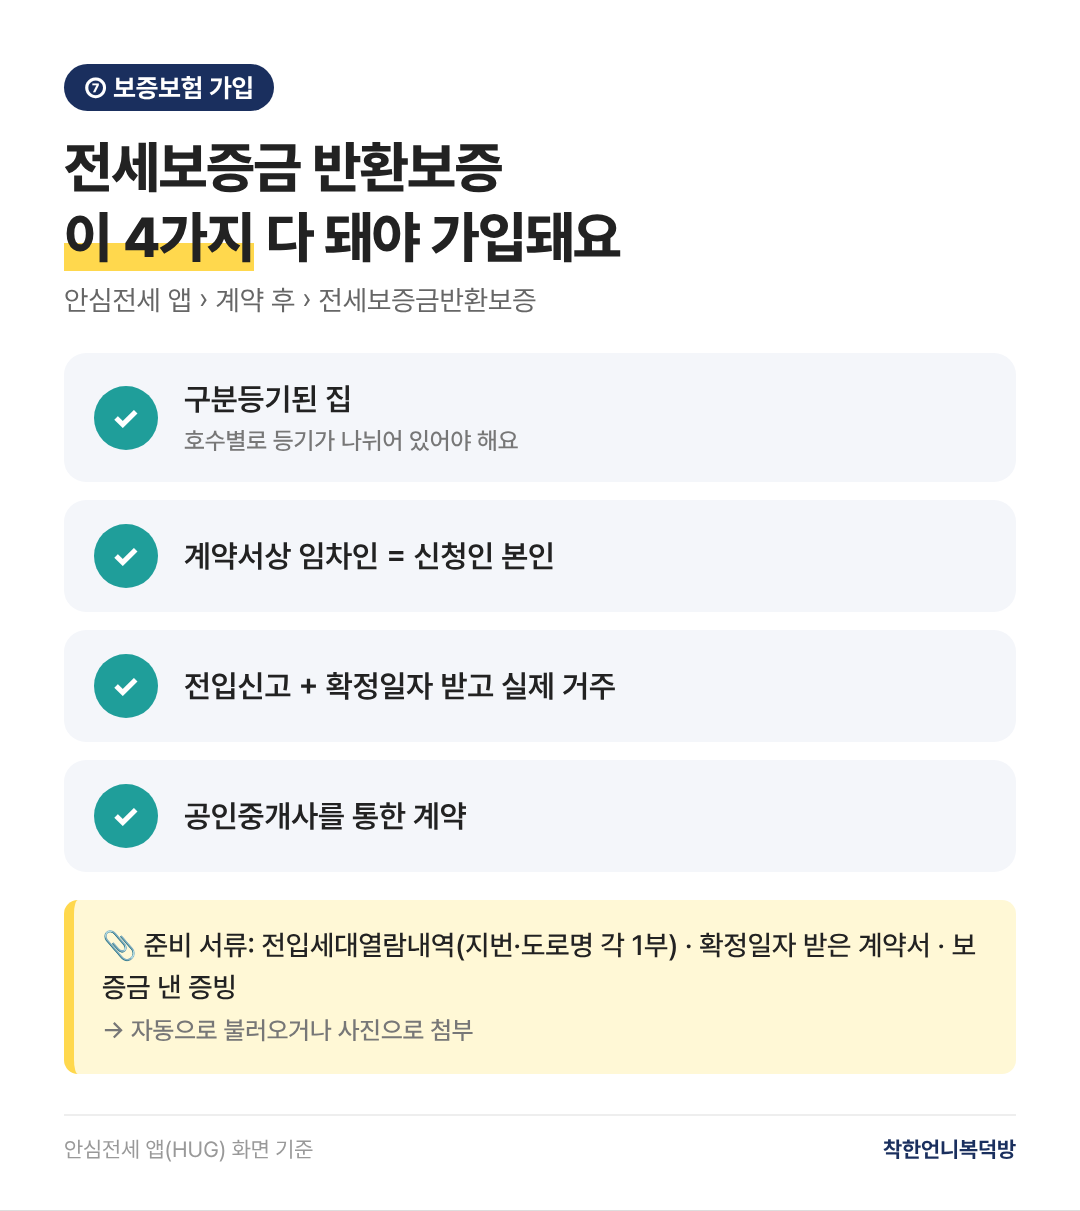 ⑦ 보증보험 가입
전세보증금 반환보증
이 4가지 다 돼야 가입돼요
안심전세 앱 › 계약 후 › 전세보증금반환보증
구분등기된 집
호수별로 등기가 나뉘어 있어야 해요
계약서상 임차인 = 신청인 본인
전입신고 + 확정일자 받고 실제 거주
공인중개사를 통한 계약
📎 준비 서류: 전입세대열람내역(지번·도로명 각 1부) · 확정일자 받은 계약서 · 보
증금 낸 증빙
→ 자동으로 불러오거나 사진으로 첨부
안심전세 앱(HUG) 화면 기준
착한언니복덕방